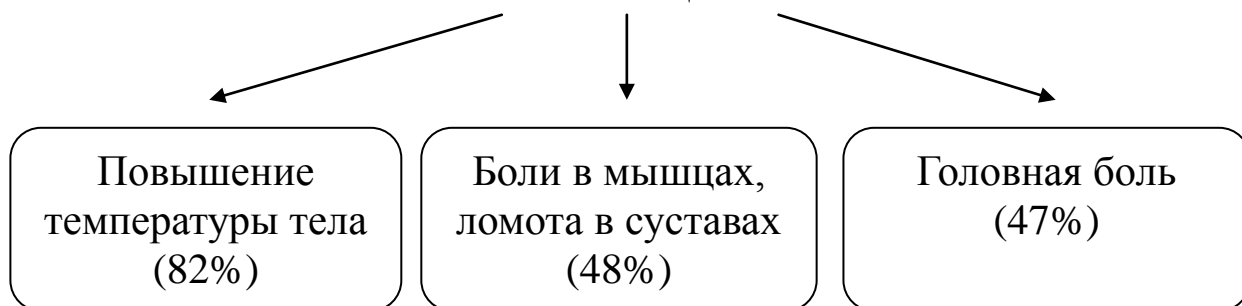 Повышение
температуры тела
(82%)
Боли в мышцах,
ломота в суставах
(48%)
Головная боль
(47%)